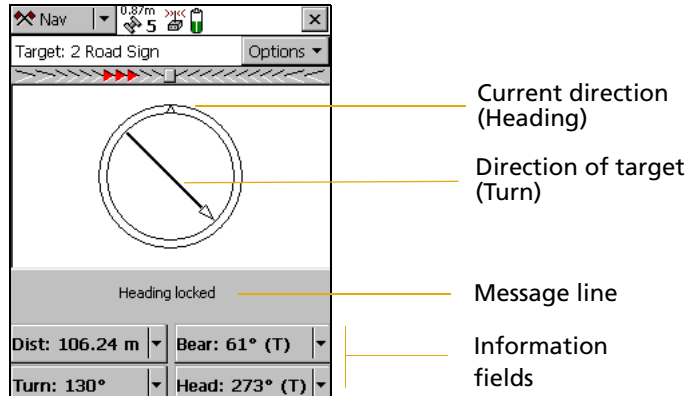 Nav
0.87m
5
Target: 2 Road Sign
Options
Current direction
(Heading)
Direction of target
(Turn)
Heading locked
Message line
Dist: 106.24 m
Bear: 61° (T)
Turn: 130°
Head: 273° (T)
Information
fields